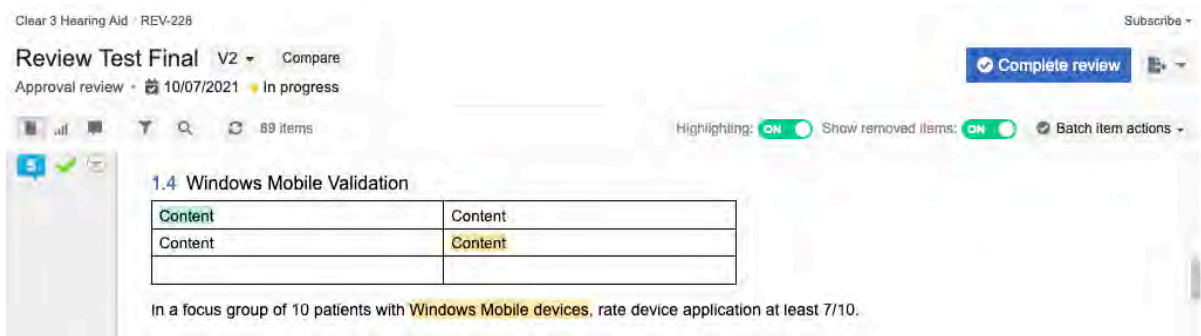 Clear 3 Hearing Aid REV-228 Subscribe
Review Test Final V2 Compare
Complete review
Approval review 10/07/2021 In progress
89 items Highlighting: ON Show removed items: ON Batch item actions
1.4 Windows Mobile Validation
Content Content
Content Content
In a focus group of 10 patients with Windows Mobile devices, rate device application at least 7/10.